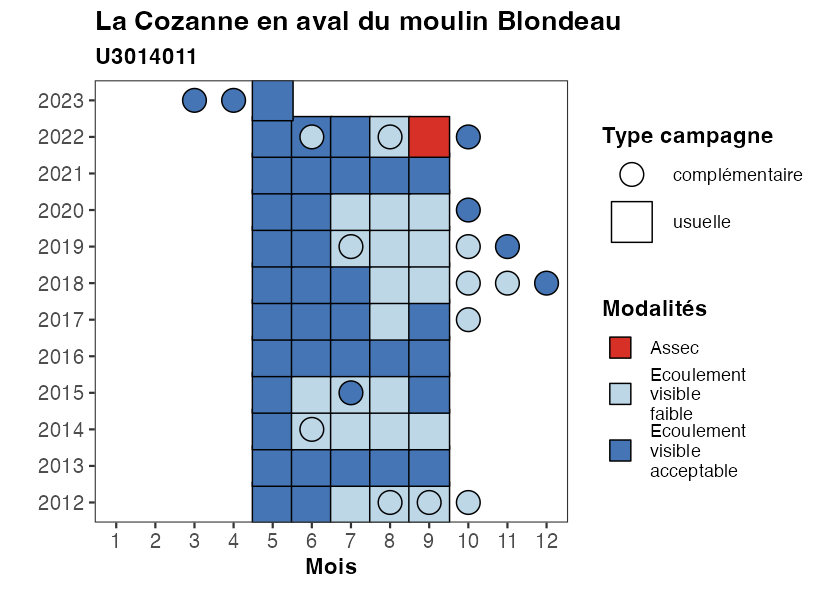 La Cozanne en aval du moulin Blondeau
U3014011
2023
2022
2021
2020
2019
2018
2017
2016
2015
2014
2013
2012
1 2 3 4 5 6 7 8 9 10 11 12
Mois
Type campagne
complémentaire
usuelle
Modalités
Assec
Ecoulement
visible
faible
Ecoulement
visible
acceptable